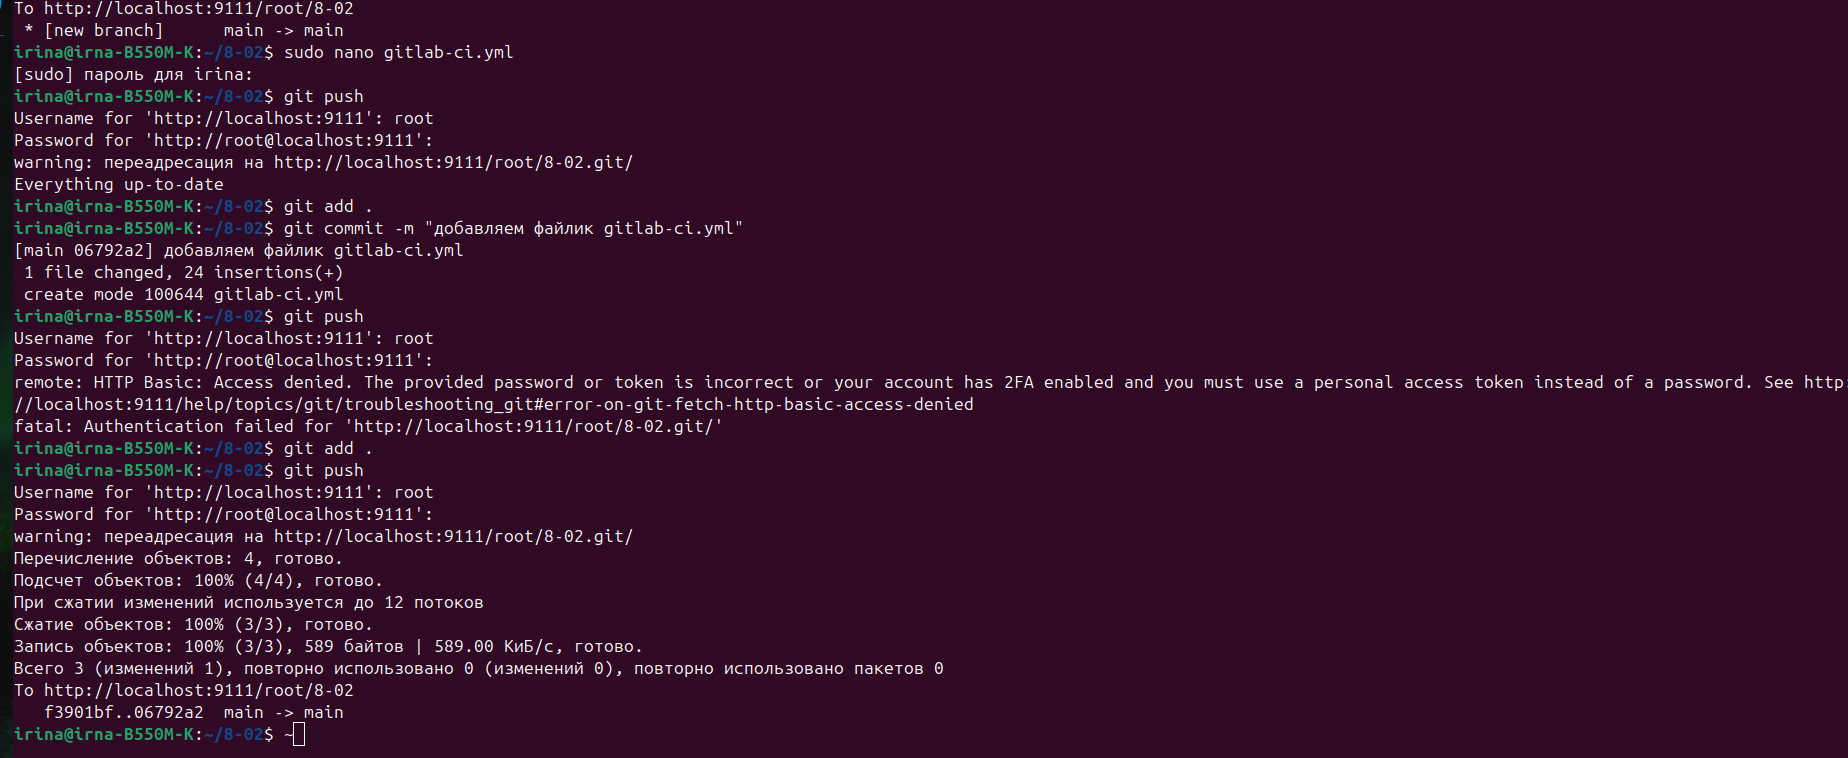 To http://localhost:9111/root/8-02
 * [new branch]      main -> main
irina@irna-B550M-K:~/8-02$ sudo nano gitlab-ci.yml
[sudo] пароль для irina:
irina@irna-B550M-K:~/8-02$ git push
Username for 'http://localhost:9111': root
Password for 'http://root@localhost:9111':
warning: переадресация на http://localhost:9111/root/8-02.git/
Everything up-to-date
irina@irna-B550M-K:~/8-02$ git add .
irina@irna-B550M-K:~/8-02$ git commit -m "добавляем файлик gitlab-ci.yml"
[main 06792a2] добавляем файлик gitlab-ci.yml
 1 file changed, 24 insertions(+)
 create mode 100644 gitlab-ci.yml
irina@irna-B550M-K:~/8-02$ git push
Username for 'http://localhost:9111': root
Password for 'http://root@localhost:9111':
remote: HTTP Basic: Access denied. The provided password or token is incorrect or your account has 2FA enabled and you must use a personal access token instead of a password. See http:
//localhost:9111/help/topics/git/troubleshooting_git#error-on-git-fetch-http-basic-access-denied
fatal: Authentication failed for 'http://localhost:9111/root/8-02.git/'
irina@irna-B550M-K:~/8-02$ git add .
irina@irna-B550M-K:~/8-02$ git push
Username for 'http://localhost:9111': root
Password for 'http://root@localhost:9111':
warning: переадресация на http://localhost:9111/root/8-02.git/
Перечисление объектов: 4, готово.
Подсчет объектов: 100% (4/4), готово.
При сжатии изменений используется до 12 потоков
Сжатие объектов: 100% (3/3), готово.
Запись объектов: 100% (3/3), 589 байтов | 589.00 КиБ/с, готово.
Всего 3 (изменений 1), повторно использовано 0 (изменений 0), повторно использовано пакетов 0
To http://localhost:9111/root/8-02
   f3901bf..06792a2  main -> main
irina@irna-B550M-K:~/8-02$ ~